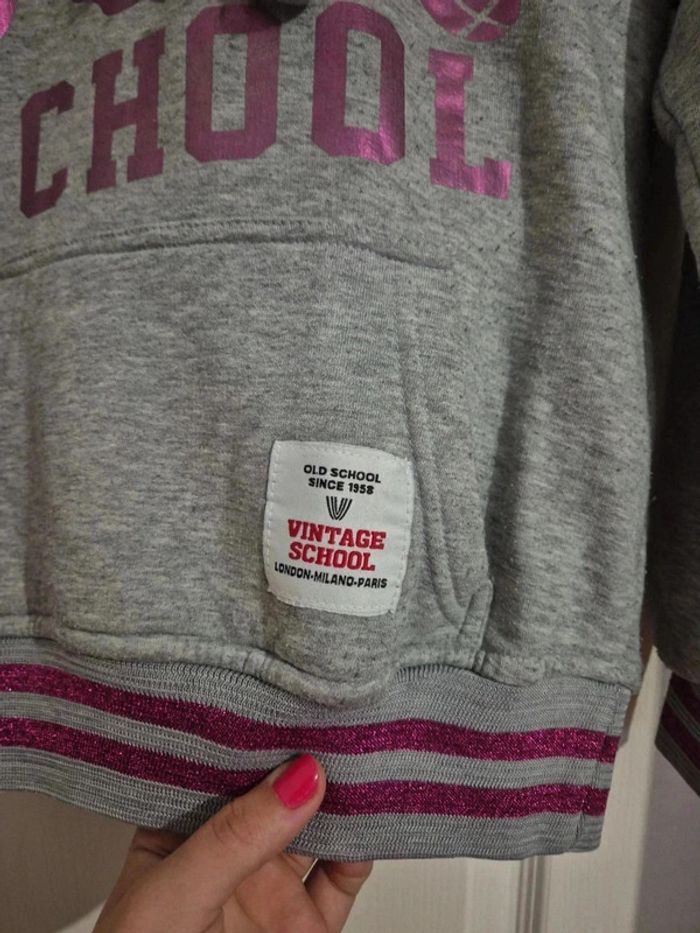 CHOOL
OLD SCHOOL
SINCE 1958
VINTAGE
SCHOOL
LONDON-MILANO-PARIS